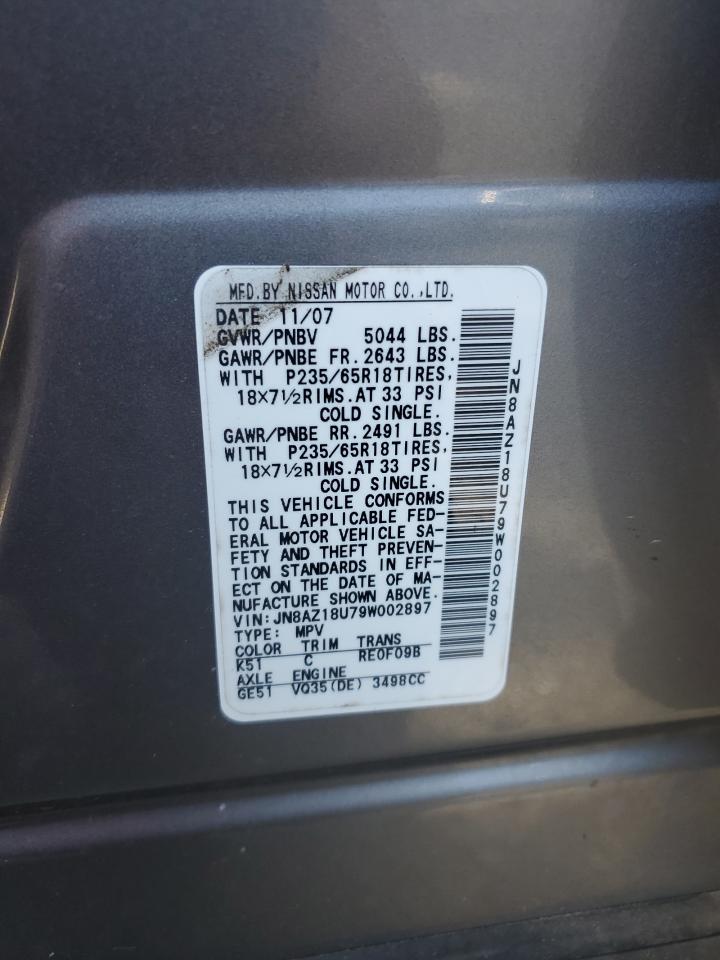 MFD.BY NISSAN MOTOR CO.,LTD.
DATE 11/07
GVWR/PNBV 5044 LBS.
GAWR/PNBE FR.2643 LBS.
WITH P235/65R18TIRES,
18×7½RIMS.AT 33 PSI
COLD SINGLE.
GAWR/PNBE RR.2491 LBS.
WITH P235/65R18TIRES,
18×7½RIMS.AT 33 PSI
COLD SINGLE.
THIS VEHICLE CONFORMS
TO ALL APPLICABLE FED-
ERAL MOTOR VEHICLE SA-
FETY AND THEFT PREVEN-
TION STANDARDS IN EFF-
ECT ON THE DATE OF MA-
NUFACTURE SHOWN ABOVE.
VIN:JN8AZ18U79W002897
TYPE: MPV
COLOR TRIM TRANS
K51 C RE0F09B
AXLE ENGINE
GE51 VQ35(DE) 3498CC
JN8AZ18U79W002897